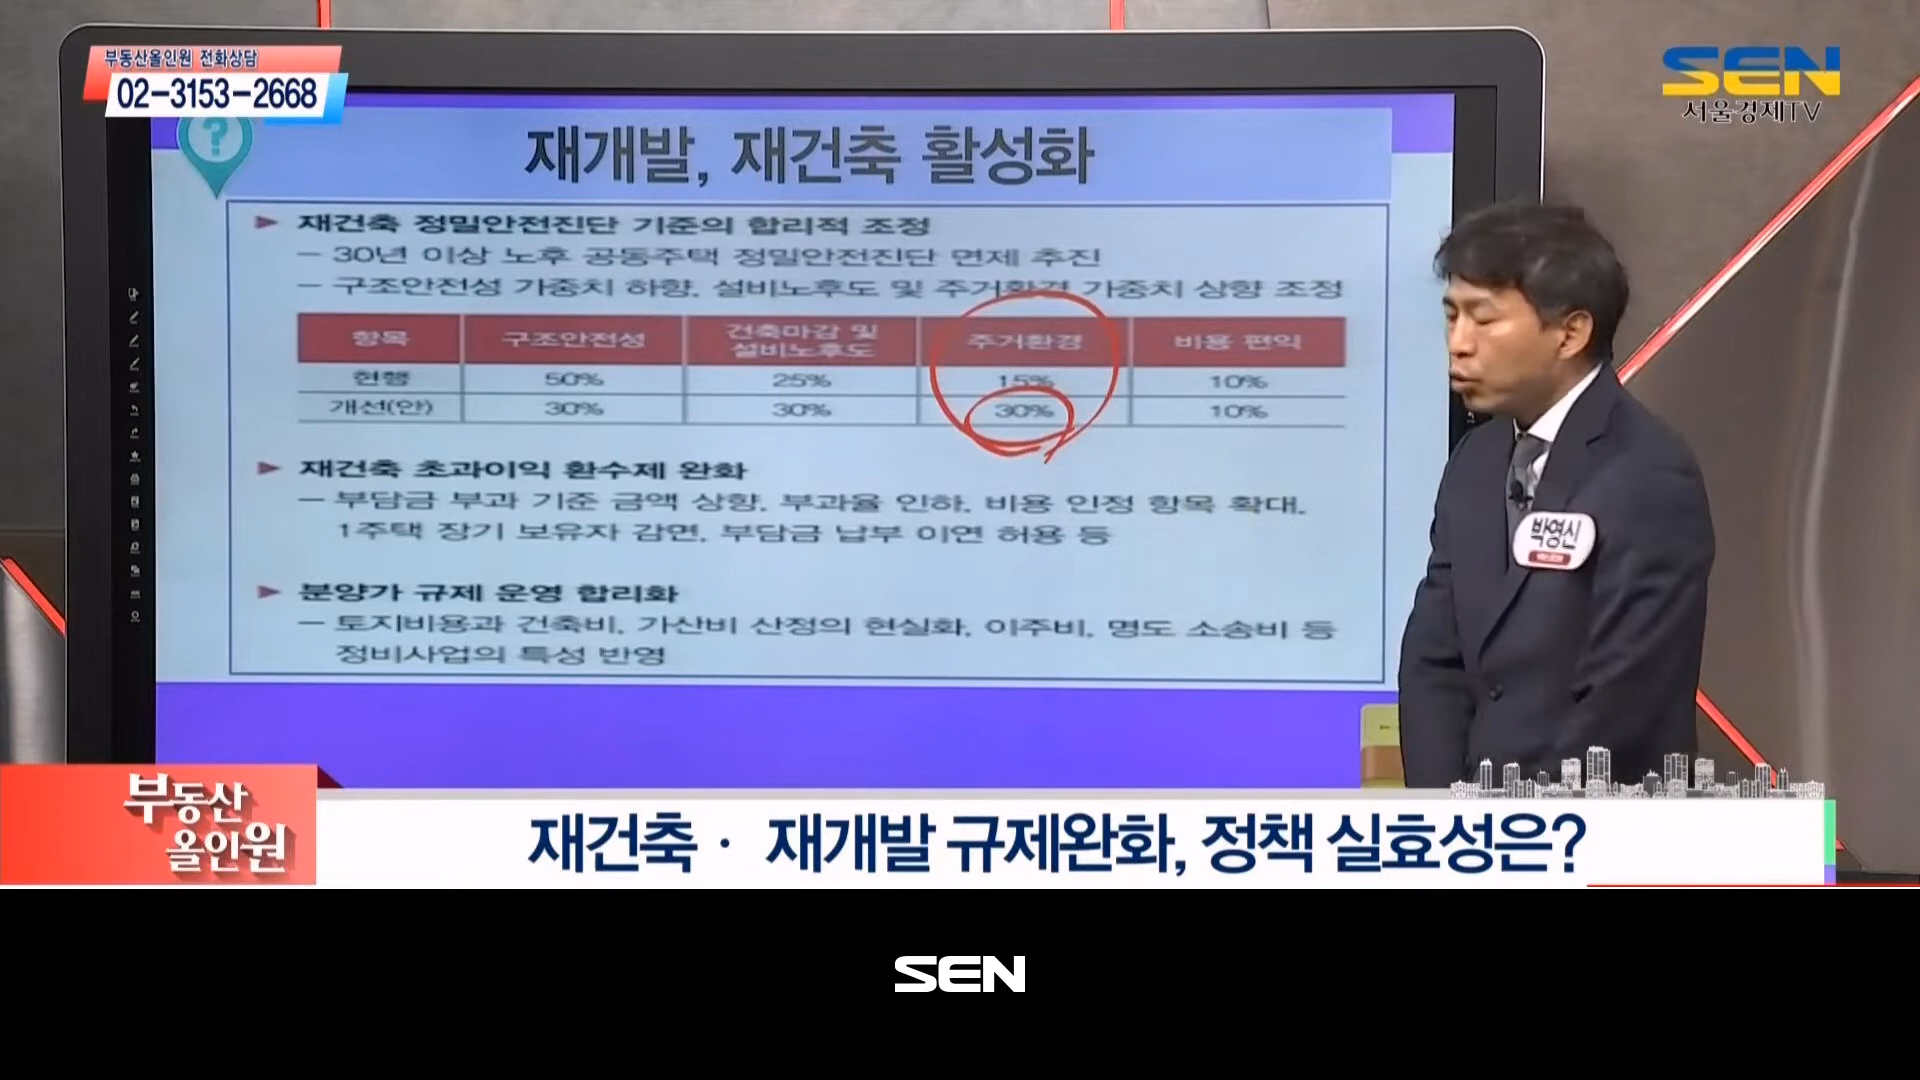 부동산올인원 전화상담
02-3153-2668
SEN
서울경제TV
?
재개발, 재건축 활성화
재건축 정밀안전진단 기준의 합리적 조정
- 30년 이상 노후 공동주택 정밀안전진단 면제 추진
- 구조안전성 가중치 하향, 설비노후도 및 주거환경 가중치 상향 조정
항목 구조안전성 건축마감 및 설비노후도 주거환경 비용 편익
현행 50% 25% 15% 10%
개선(안) 30% 30% 30% 10%
재건축 초과이익 환수제 완화
- 부담금 부과 기준 금액 상향, 부과율 인하, 비용 인정 항목 확대,
1주택 장기 보유자 감면, 부담금 납부 이연 허용 등
분양가 규제 운영 합리화
- 토지비용과 건축비, 가산비 산정의 현실화, 이주비, 명도 소송비 등
정비사업의 특성 반영
박영신
부동산
올인원
재건축· 재개발 규제완화, 정책 실효성은?
SEN